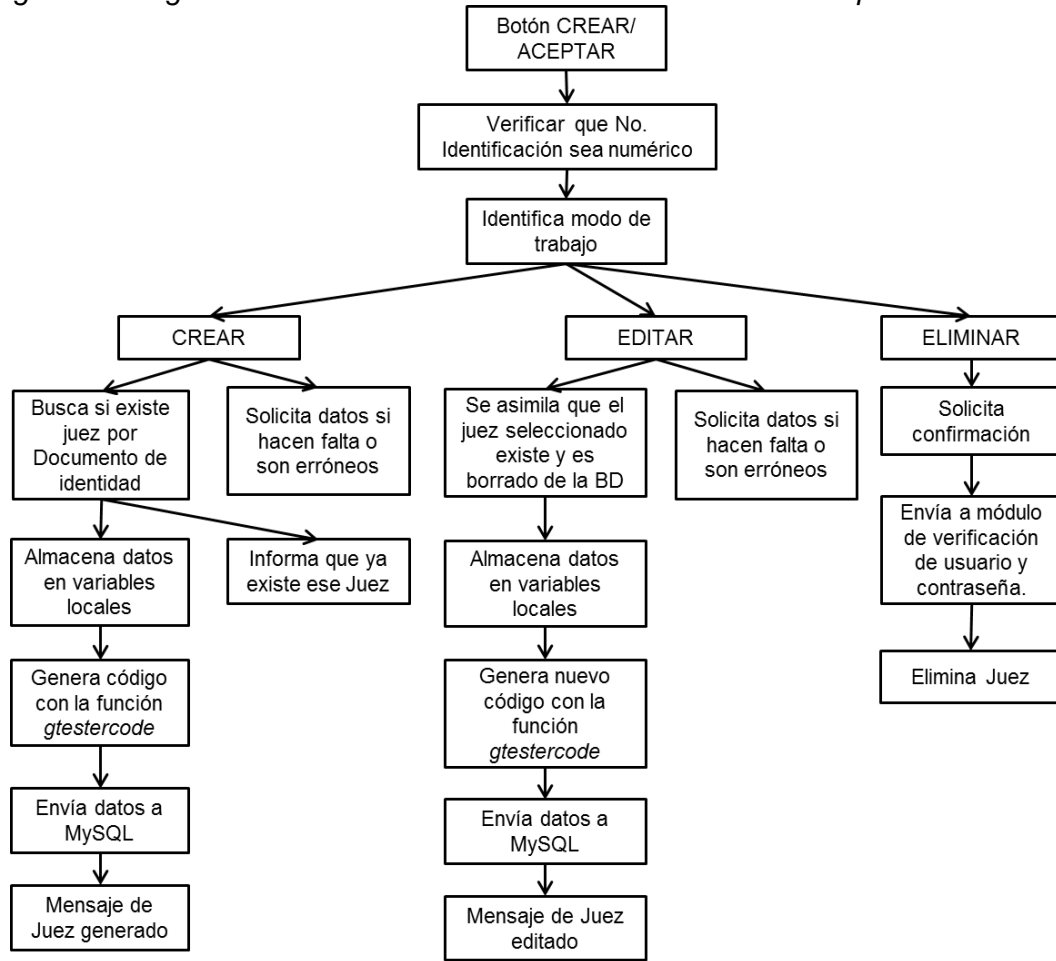 Botón CREAR/
ACEPTAR
Verificar que No.
Identificación sea numérico
Identifica modo de
trabajo
CREAR
EDITAR
ELIMINAR
Busca si existe
juez por
Documento de
identidad
Solicita datos si
hacen falta o
son erróneos
Se asimila que el
juez seleccionado
existe y es
borrado de la BD
Solicita datos si
hacen falta o
son erróneos
Solicita
confirmación
Almacena datos
en variables
locales
Informa que ya
existe ese Juez
Almacena datos
en variables
locales
Envía a módulo
de verificación
de usuario y
contraseña.
Genera código
con la función
gtestercode
Genera nuevo
código con la
función
gtestercode
Elimina Juez
Envía datos a
MySQL
Envía datos a
MySQL
Mensaje de
Juez generado
Mensaje de Juez
editado